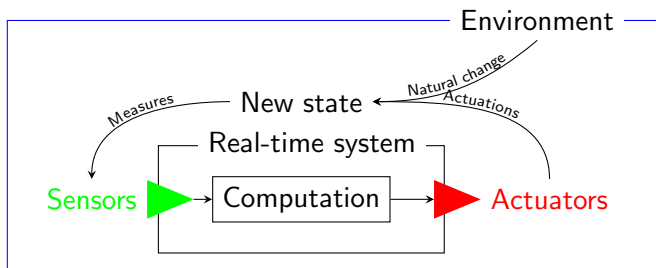 Environment
Natural change
Actuations
Measures
New state
Real-time system
Sensors
Computation
Actuators